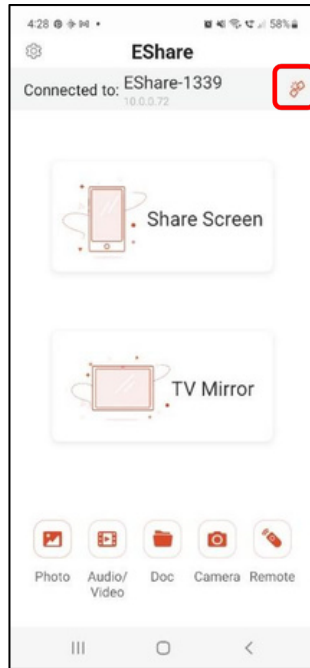 4:28 58%
EShare
Connected to: EShare-1339
10.0.0.72
Share Screen
TV Mirror
Photo Audio/ Doc Camera Remote
Video